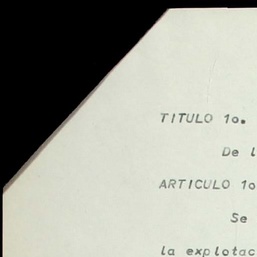 TITULO 1o.
De l
ARTICULO 1o
Se
la explotac